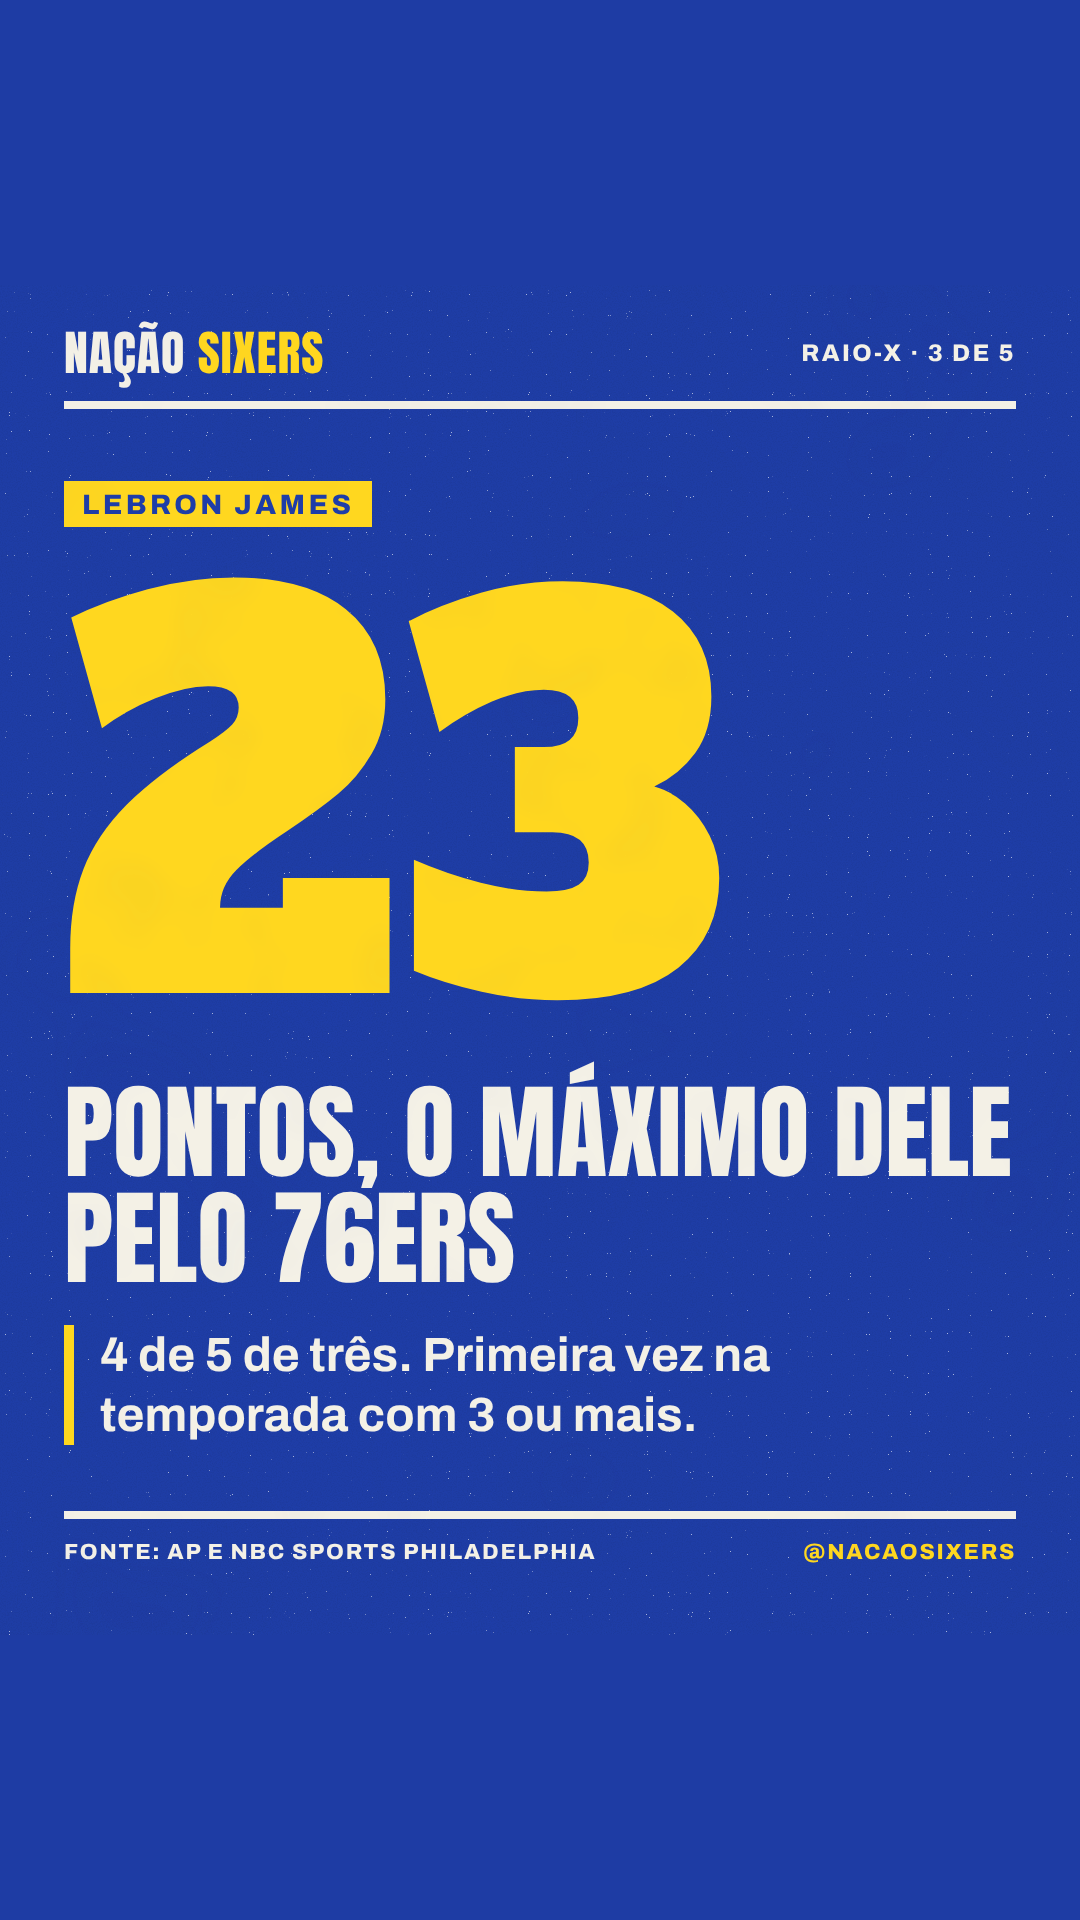 NAÇÃO SIXERS
RAIO-X · 3 DE 5
LEBRON JAMES
23
PONTOS, O MÁXIMO DELE
PELO 76ERS
4 de 5 de três. Primeira vez na
temporada com 3 ou mais.
FONTE: AP E NBC SPORTS PHILADELPHIA
@NACAOSIXERS